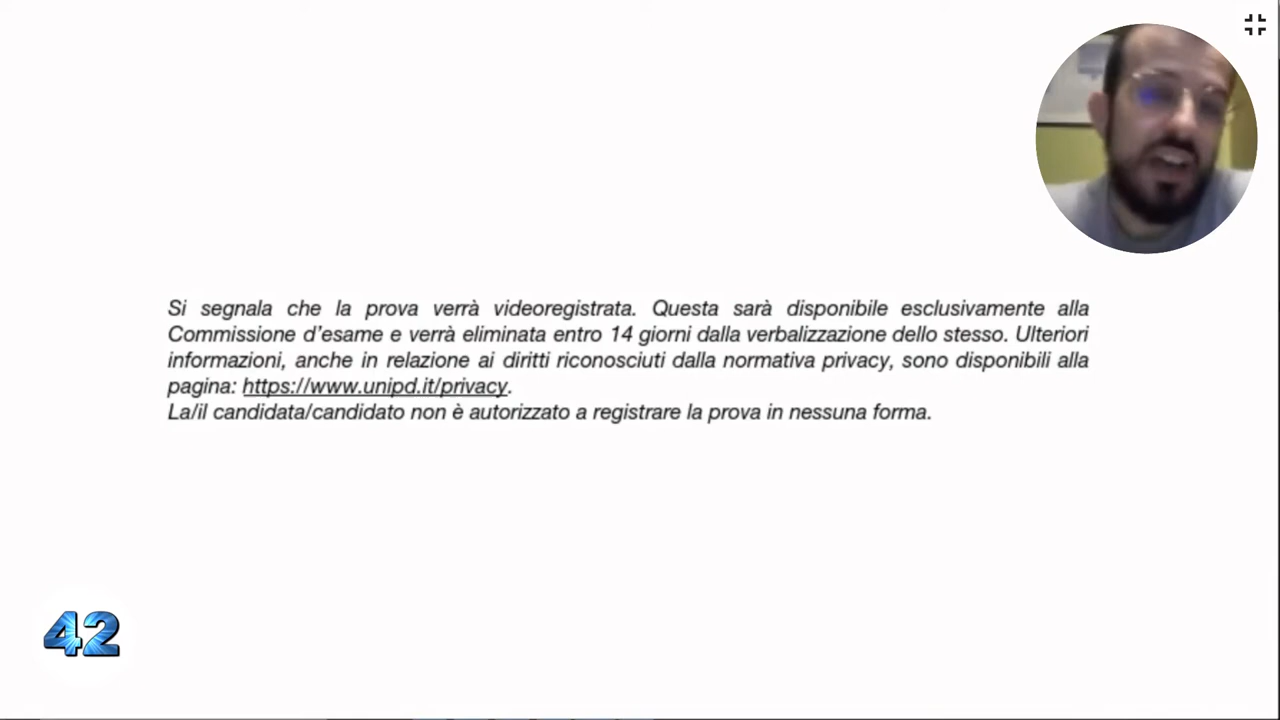 Si segnala che la prova verrà videoregistrata. Questa sarà disponibile esclusivamente alla
Commissione d'esame e verrà eliminata entro 14 giorni dalla verbalizzazione dello stesso. Ulteriori
informazioni, anche in relazione ai diritti riconosciuti dalla normativa privacy, sono disponibili alla
pagina: https://www.unipd.it/privacy.
La/il candidata/candidato non è autorizzato a registrare la prova in nessuna forma.
42